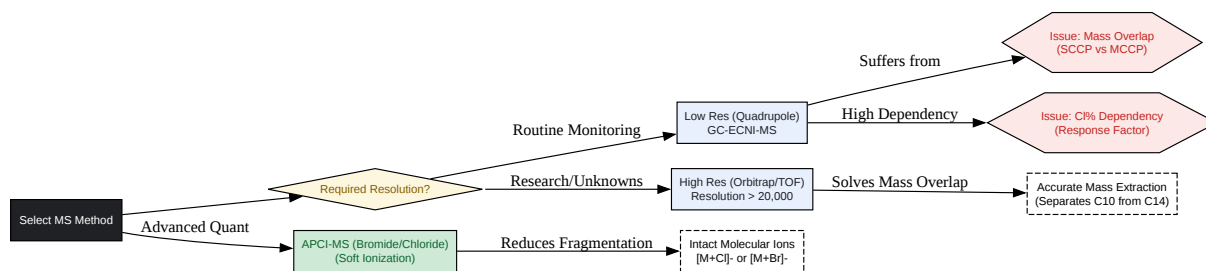 Issue: Mass Overlap
(SCCP vs MCCP)
Suffers from
Low Res (Quadrupole)
GC-ECNI-MS
High Dependency
Issue: Cl% Dependency
(Response Factor)
Routine Monitoring
Required Resolution?
Research/Unknowns
High Res (Orbitrap/TOF)
Resolution > 20,000
Solves Mass Overlap
Accurate Mass Extraction
(Separates C10 from C14)
Select MS Method
Advanced Quant
APCI-MS (Bromide/Chloride)
(Soft Ionization)
Reduces Fragmentation
Intact Molecular Ions
[M+Cl]- or [M+Br]-